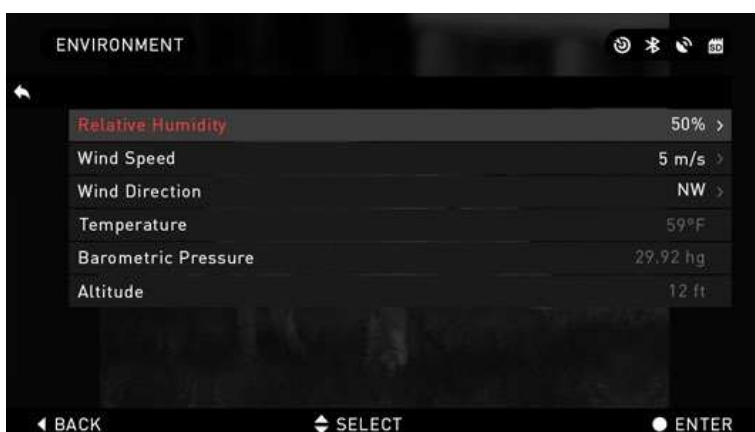 ENVIRONMENT SD
Relative Humidity 50% >
Wind Speed 5 m/s >
Wind Direction NW >
Temperature 59°F
Barometric Pressure 29.92 hg
Altitude 12 ft
BACK SELECT ENTER